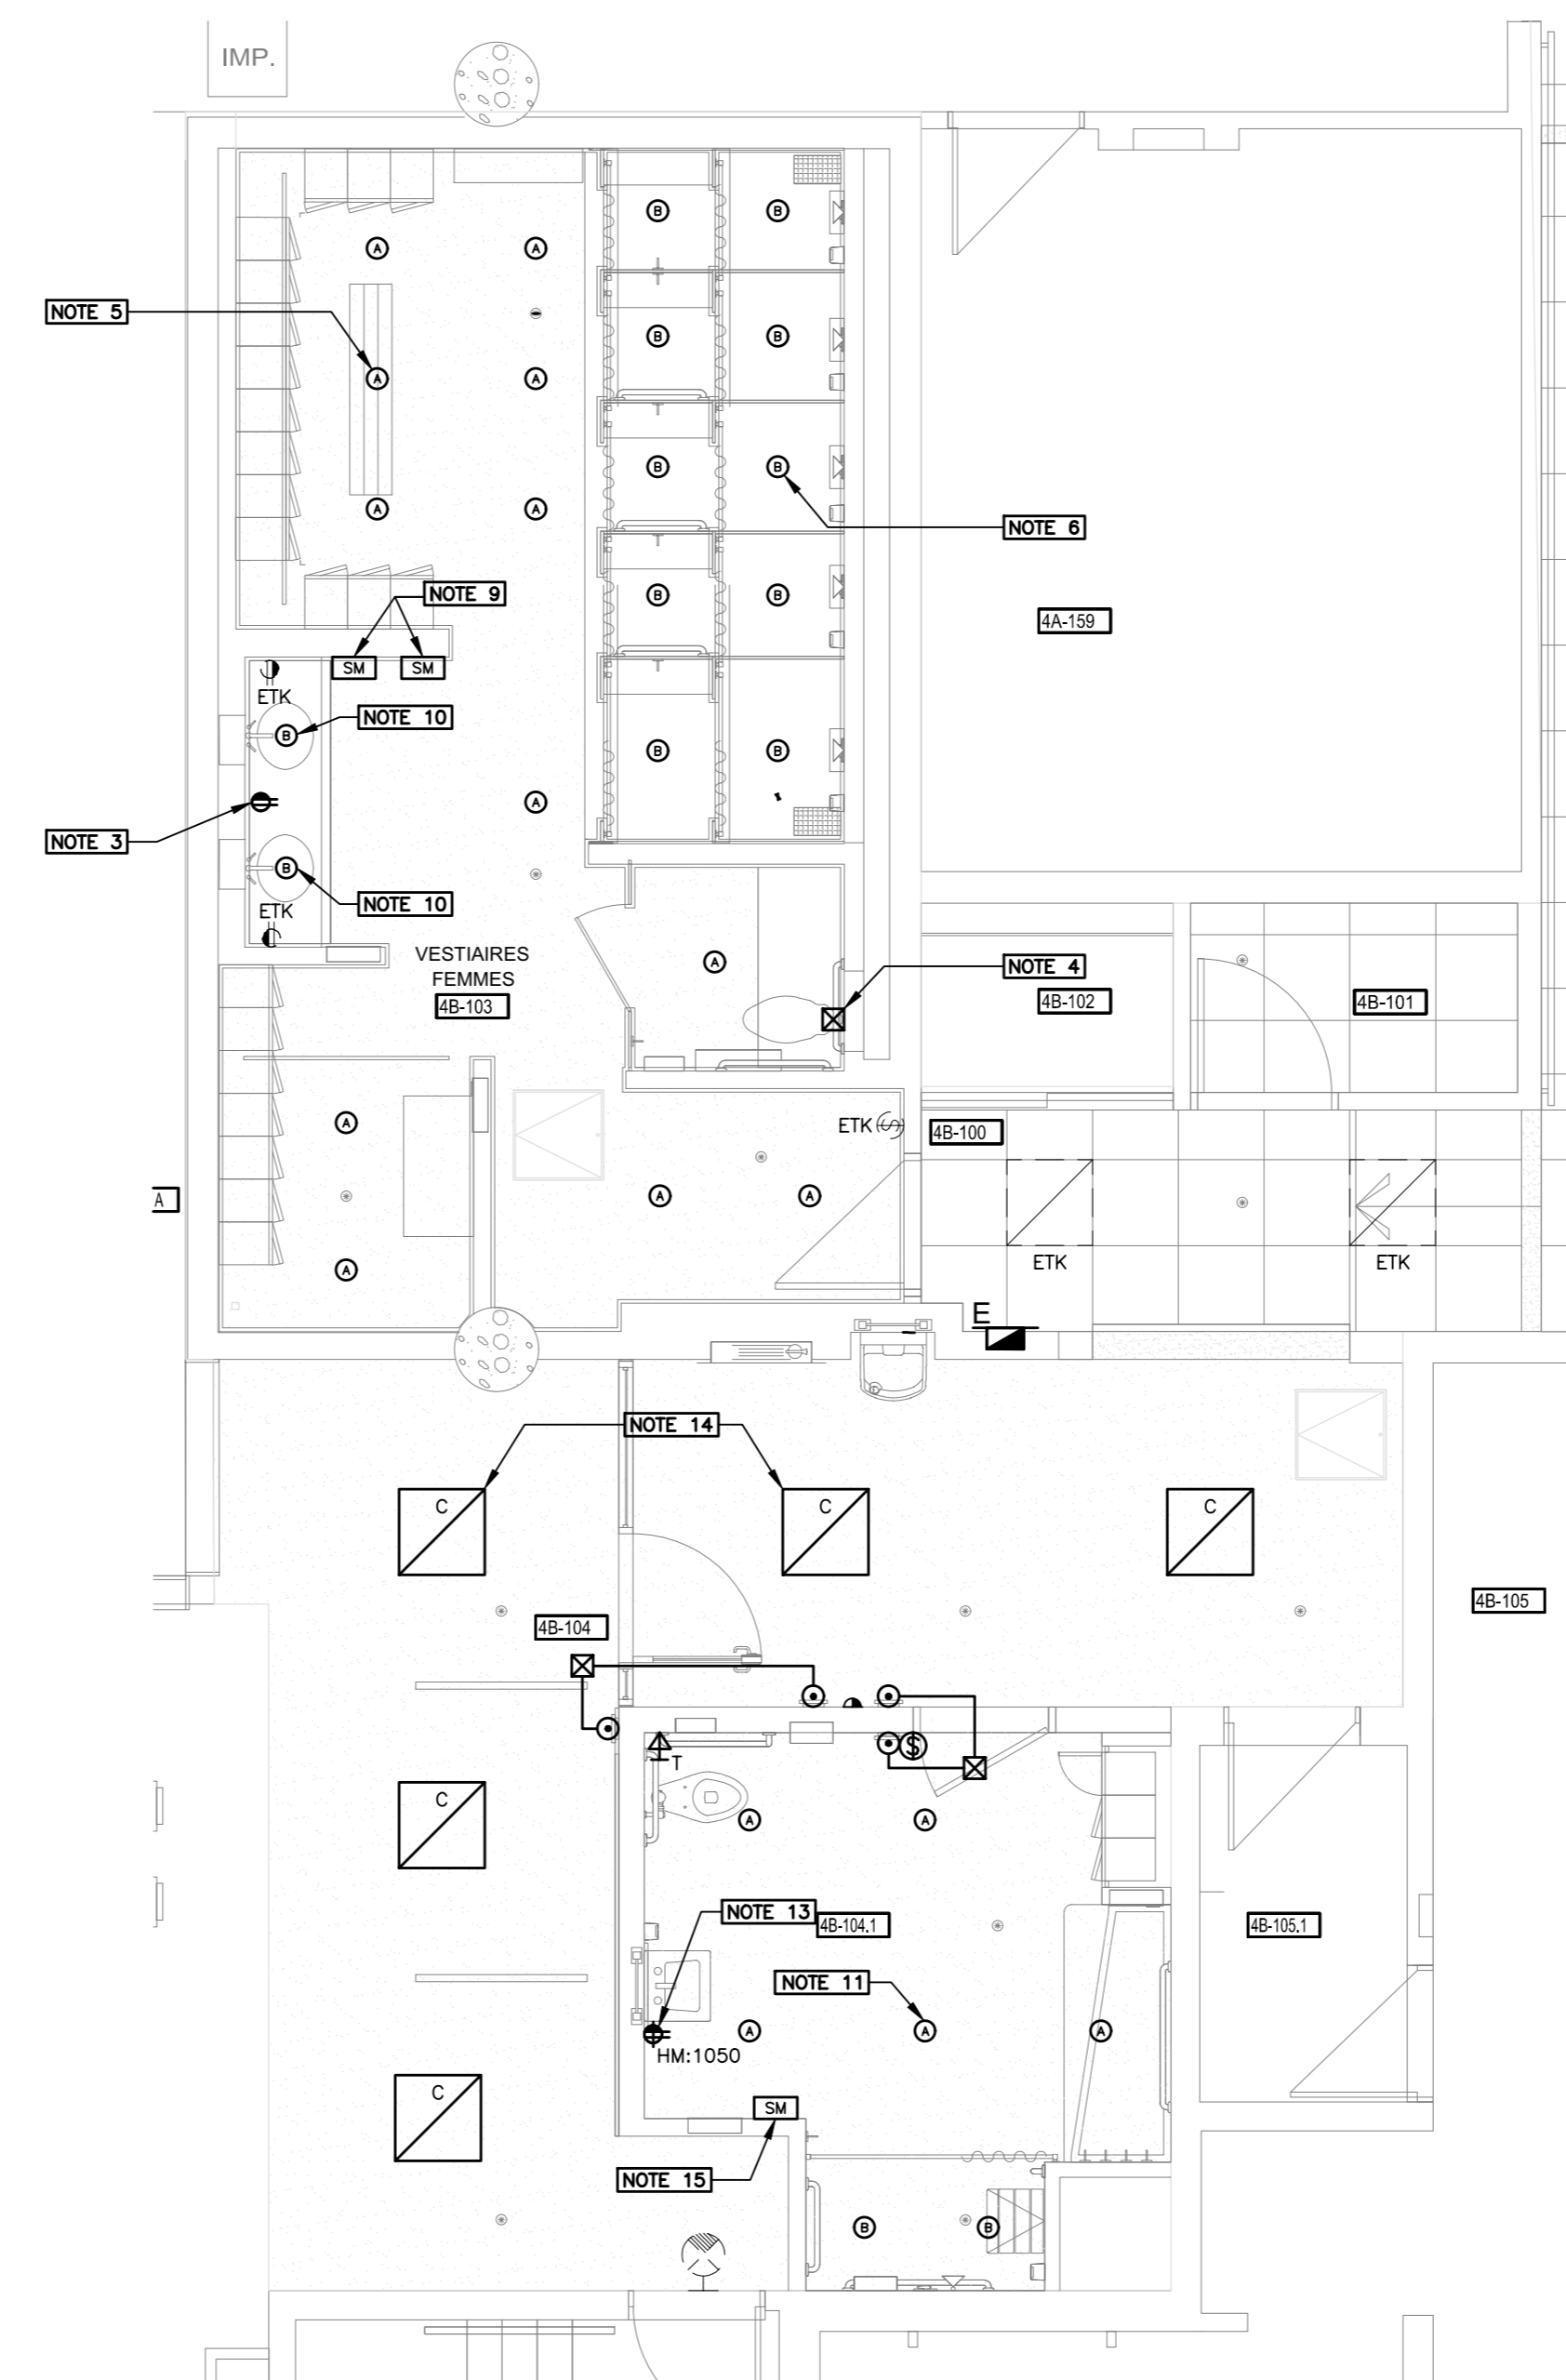 IMP.
B
B
A
A
NOTE 5
B
B
A
A
B
B
A
A
NOTE 6
NOTE 9
B
B
4A-159
SM
SM
ETK
NOTE 10
B
B
B
A
NOTE 3
B
NOTE 10
ETK
VESTIAIRES
FEMMES
4B-103
A
NOTE 4
4B-102
4B-101
A
ETK
S
4B-100
A
A
A
ETK
ETK
A
E
NOTE 14
C
C
C
4B-105
4B-104
$
T
C
A
A
NOTE 13
4B-104.1
4B-105.1
NOTE 11
A
A
A
HM:1050
C
SM
NOTE 15
B
B